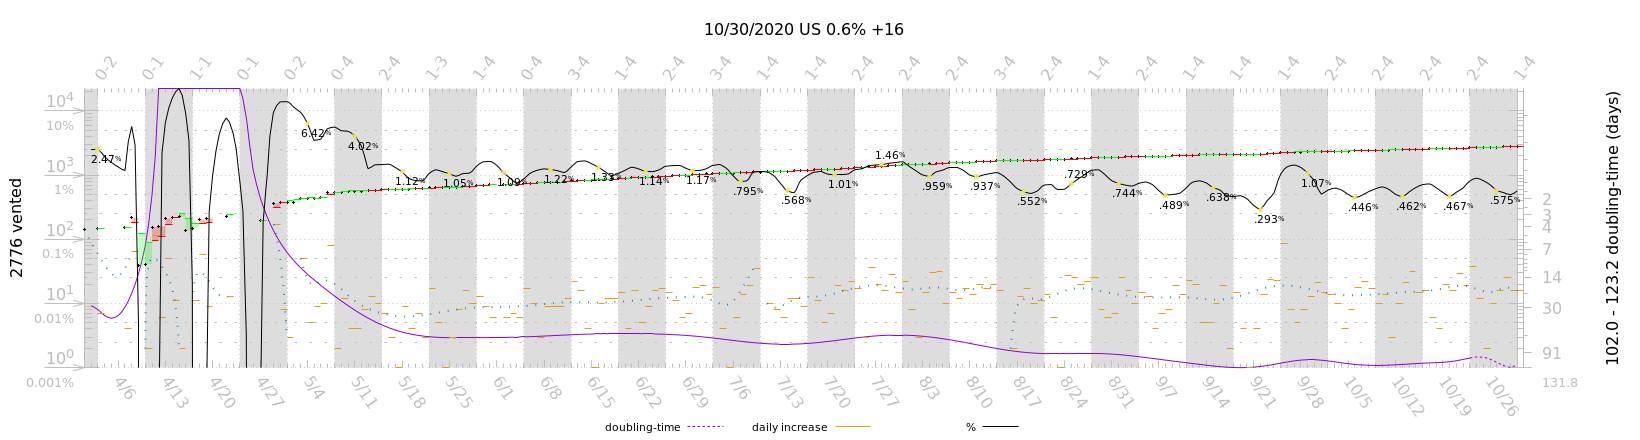 10/30/2020 US 0.6% +16
0-2 0-1 1-1 0-1 0-2 0-4 2-4 1-3 1-4 0-4 3-4 1-4 2-4 3-4 1-4 1-4 2-4 2-4 2-4 3-4 2-4 1-4 2-4 1-4 1-4 1-4 2-4 2-4 2-4 2-4 1-4
10⁴
10%
10³
1%
10²
0.1%
10¹
0.01%
10⁰
0.001%
2776 vented
2.47% 6.42% 4.02% 1.12% 1.05% 1.09% 1.22% 1.33% 1.14% 1.17% .795% .568% 1.01% 1.46% .959% .937% .552% .729% .744% .489% .638% .293% 1.07% .446% .462% .467% .575%
2
3
4
7
14
30
91
131.8
102.0 - 123.2 doubling-time (days)
4/6 4/13 4/20 4/27 5/4 5/11 5/18 5/25 6/1 6/8 6/15 6/22 6/29 7/6 7/13 7/20 7/27 8/3 8/10 8/17 8/24 8/31 9/7 9/14 9/21 9/28 10/5 10/12 10/19 10/26
doubling-time daily increase %